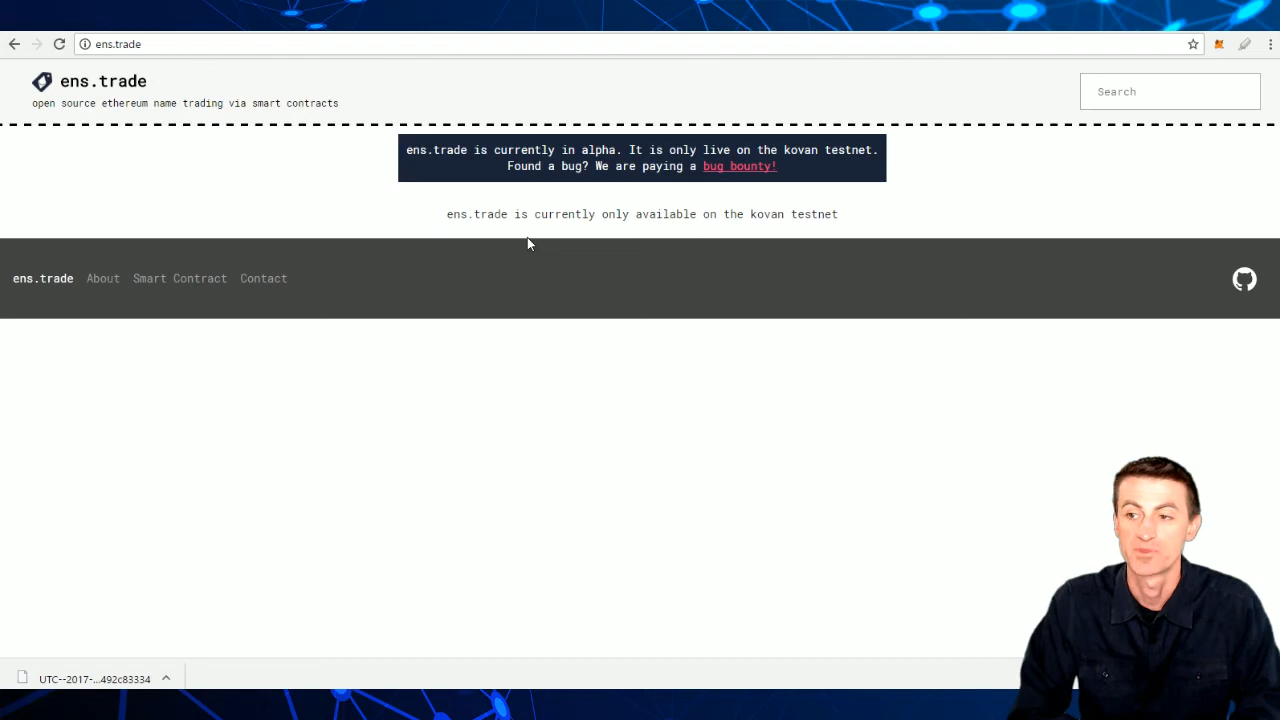 ens.trade
ens.trade
open source ethereum name trading via smart contracts
Search
ens.trade is currently in alpha. It is only live on the kovan testnet.
Found a bug? We are paying a bug bounty!
ens.trade is currently only available on the kovan testnet
ens.trade About Smart Contract Contact
UTC--2017-...492c83334